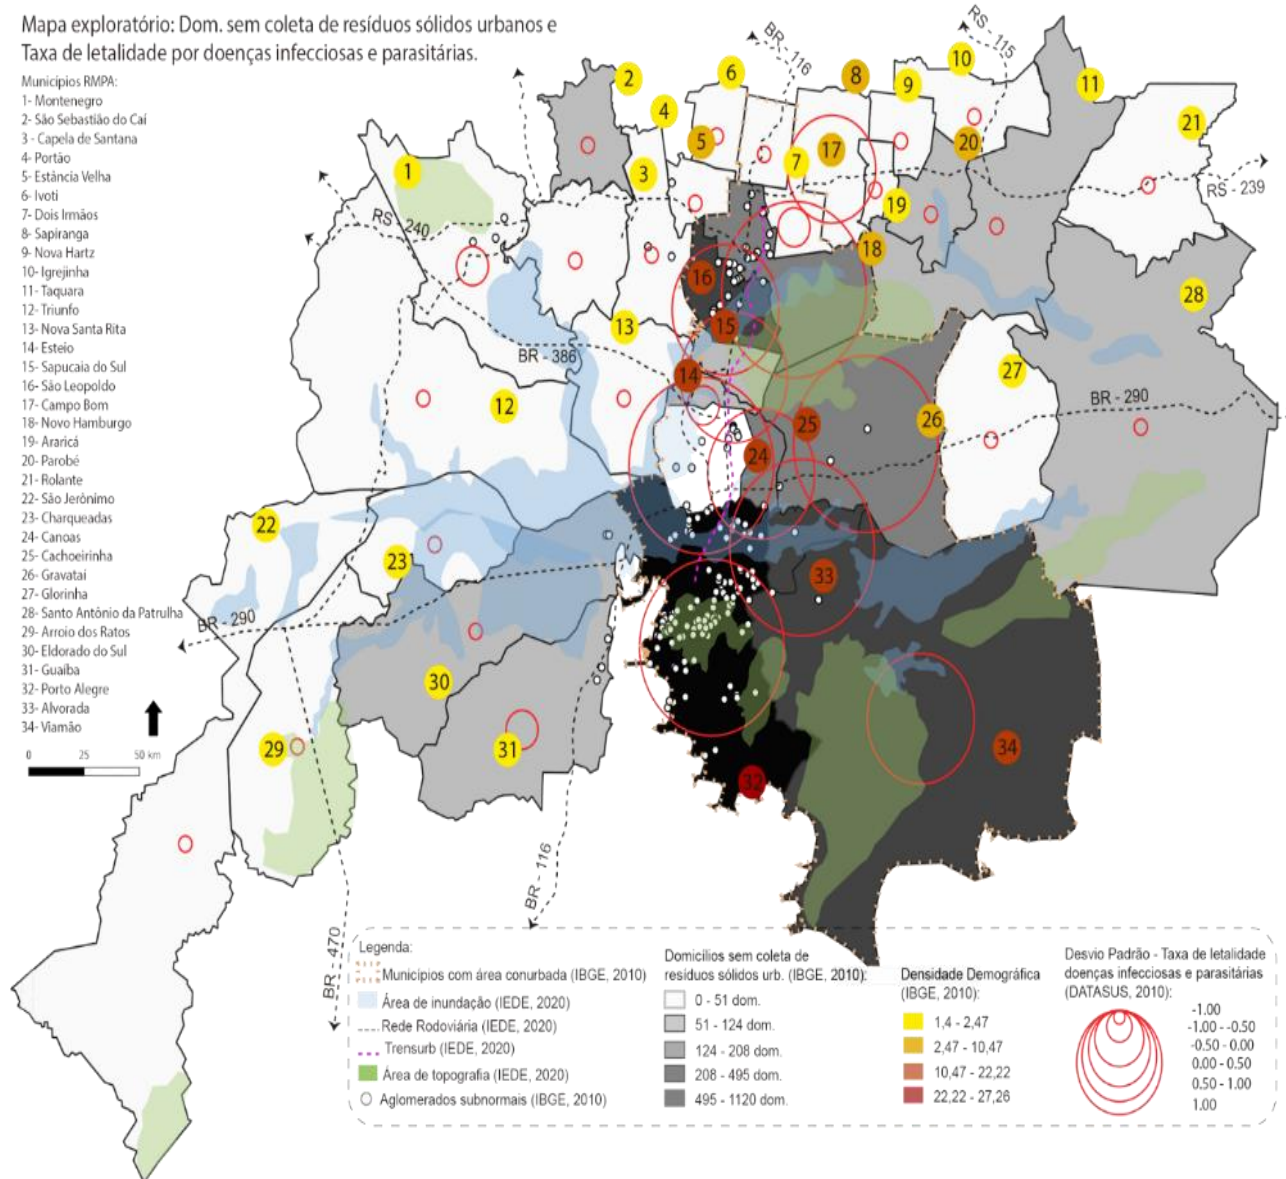 Mapa exploratório: Dom. sem coleta de resíduos sólidos urbanos e
Taxa de letalidade por doenças infecciosas e parasitárias.
Municípios RMPA:
1- Montenegro
2- São Sebastião do Caí
3 - Capela de Santana
4- Portão
5- Estância Velha
6- Ivoti
7- Dois Irmãos
8- Sapiranga
9- Nova Hartz
10- Igrejinha
11- Taquara
12- Triunfo
13- Nova Santa Rita
14- Esteio
15- Sapucaia do Sul
16- São Leopoldo
17- Campo Bom
18- Novo Hamburgo
19- Araricá
20- Parobé
21- Rolante
22- São Jerônimo
23- Charqueadas
24- Canoas
25- Cachoeirinha
26- Gravataí
27- Glorinha
28- Santo Antônio da Patrulha
29- Arroio dos Ratos
30- Eldorado do Sul
31- Guaíba
32- Porto Alegre
33- Alvorada
34- Viamão
0 25 50 km
BR - 116
RS - 115
RS - 239
RS - 240
BR - 386
BR - 290
BR - 290
BR - 116
BR - 470
1
2
3
4
5
6
7
8
9
10
11
12
13
14
15
16
17
18
19
20
21
22
23
24
25
26
27
28
29
30
31
32
33
34
Legenda:
Municípios com área conurbada (IBGE, 2010)
Área de inundação (IEDE, 2020)
Rede Rodoviária (IEDE, 2020)
Trensurb (IEDE, 2020)
Área de topografia (IEDE, 2020)
Aglomerados subnormais (IBGE, 2010)
Domicílios sem coleta de
resíduos sólidos urb. (IBGE, 2010):
0 - 51 dom.
51 - 124 dom.
124 - 208 dom.
208 - 495 dom.
495 - 1120 dom.
Densidade Demográfica
(IBGE, 2010):
1,4 - 2,47
2,47 - 10,47
10,47 - 22,22
22,22 - 27,26
Desvio Padrão - Taxa de letalidade
doenças infecciosas e parasitárias
(DATASUS, 2010):
-1.00
-1.00 - -0.50
-0.50 - 0.00
0.00 - 0.50
0.50 - 1.00
1.00